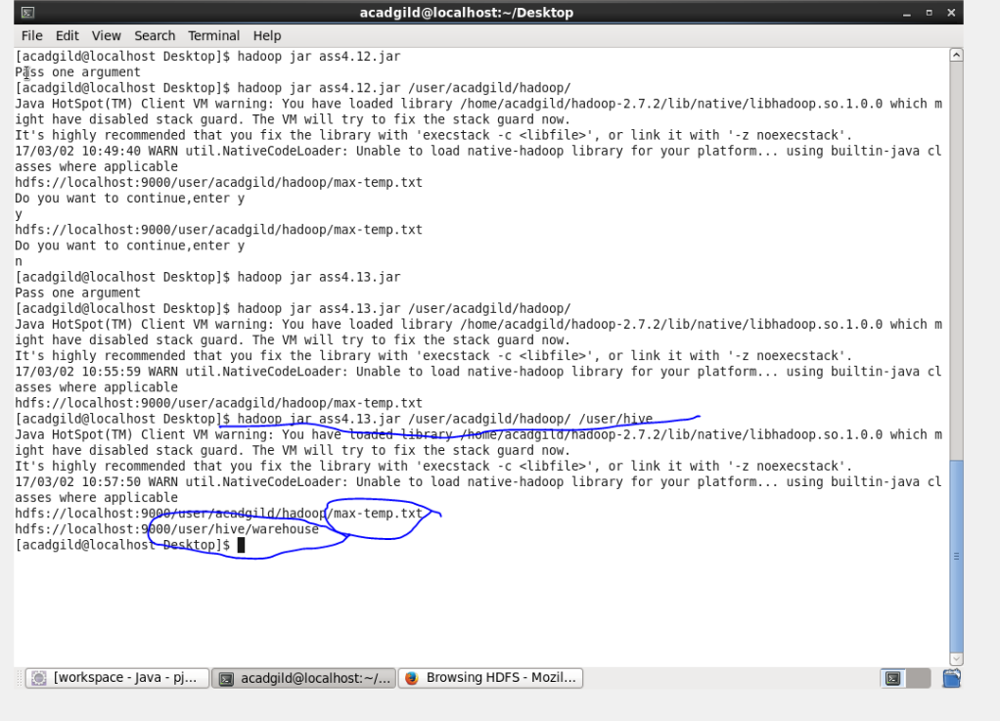 acadgild@localhost:~/Desktop
File Edit View Search Terminal Help
[acadgild@localhost Desktop]$ hadoop jar ass4.12.jar
Pass one argument
[acadgild@localhost Desktop]$ hadoop jar ass4.12.jar /user/acadgild/hadoop/
Java HotSpot(TM) Client VM warning: You have loaded library /home/acadgild/hadoop-2.7.2/lib/native/libhadoop.so.1.0.0 which m
ight have disabled stack guard. The VM will try to fix the stack guard now.
It's highly recommended that you fix the library with 'execstack -c <libfile>', or link it with '-z noexecstack'.
17/03/02 10:49:40 WARN util.NativeCodeLoader: Unable to load native-hadoop library for your platform... using builtin-java cl
asses where applicable
hdfs://localhost:9000/user/acadgild/hadoop/max-temp.txt
Do you want to continue,enter y
y
hdfs://localhost:9000/user/acadgild/hadoop/max-temp.txt
Do you want to continue,enter y
n
[acadgild@localhost Desktop]$ hadoop jar ass4.13.jar
Pass one argument
[acadgild@localhost Desktop]$ hadoop jar ass4.13.jar /user/acadgild/hadoop/
Java HotSpot(TM) Client VM warning: You have loaded library /home/acadgild/hadoop-2.7.2/lib/native/libhadoop.so.1.0.0 which m
ight have disabled stack guard. The VM will try to fix the stack guard now.
It's highly recommended that you fix the library with 'execstack -c <libfile>', or link it with '-z noexecstack'.
17/03/02 10:55:59 WARN util.NativeCodeLoader: Unable to load native-hadoop library for your platform... using builtin-java cl
asses where applicable
hdfs://localhost:9000/user/acadgild/hadoop/max-temp.txt
[acadgild@localhost Desktop]$ hadoop jar ass4.13.jar /user/acadgild/hadoop/ /user/hive
Java HotSpot(TM) Client VM warning: You have loaded library /home/acadgild/hadoop-2.7.2/lib/native/libhadoop.so.1.0.0 which m
ight have disabled stack guard. The VM will try to fix the stack guard now.
It's highly recommended that you fix the library with 'execstack -c <libfile>', or link it with '-z noexecstack'.
17/03/02 10:57:50 WARN util.NativeCodeLoader: Unable to load native-hadoop library for your platform... using builtin-java cl
asses where applicable
hdfs://localhost:9000/user/acadgild/hadoop/max-temp.txt
hdfs://localhost:9000/user/hive/warehouse
[acadgild@localhost Desktop]$
[workspace - Java - pj... acadgild@localhost:~/... Browsing HDFS - Mozil...